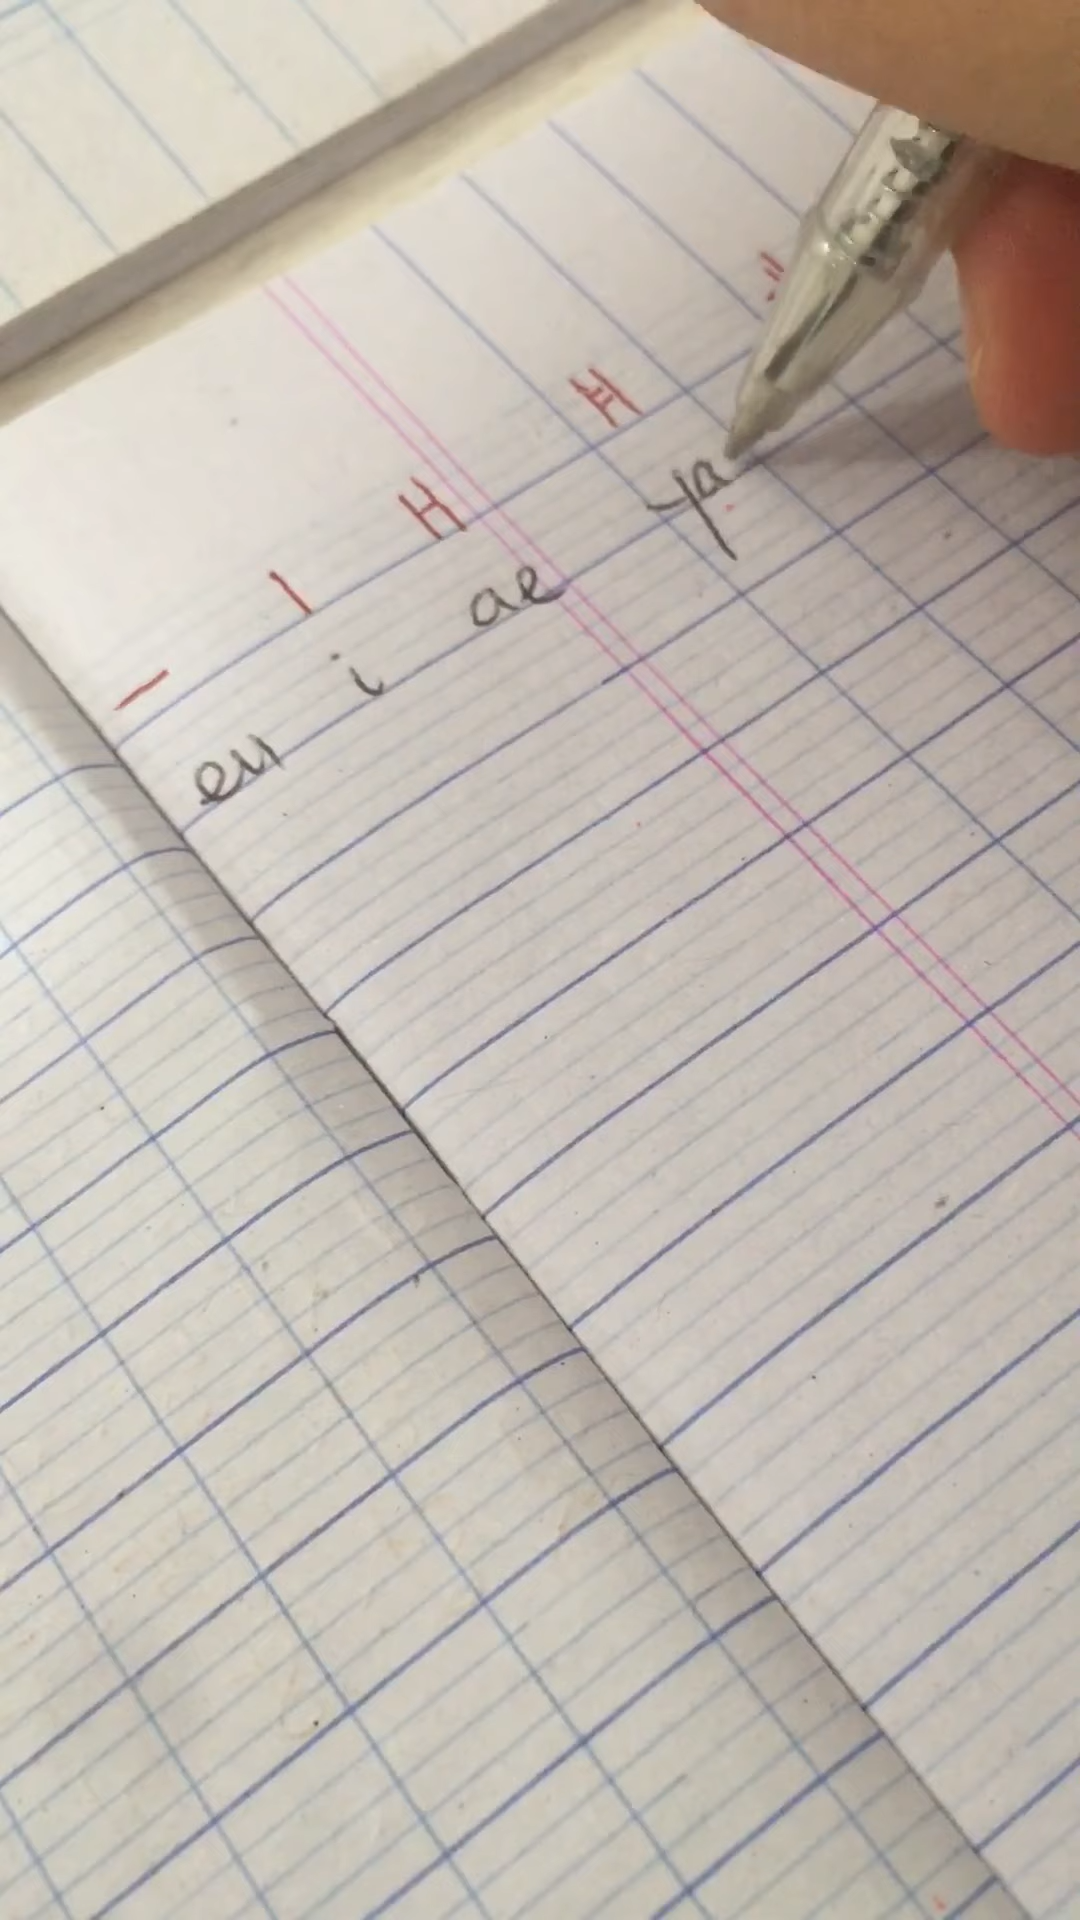 ㅡ ㅣ ㅐ ㅒ
eu i ae ya